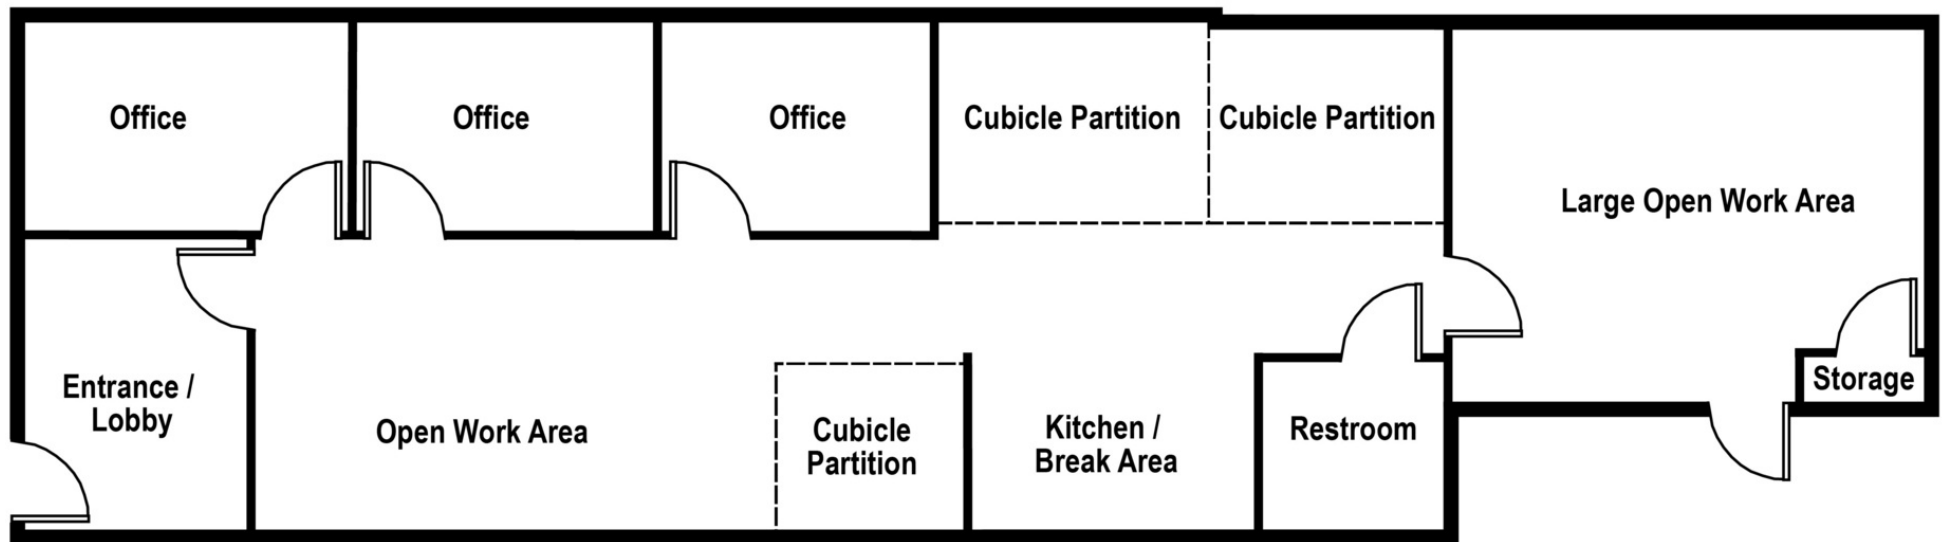 Office
Office
Office
Cubicle Partition
Cubicle Partition
Large Open Work Area
Entrance /
Lobby
Open Work Area
Cubicle
Partition
Kitchen /
Break Area
Restroom
Storage